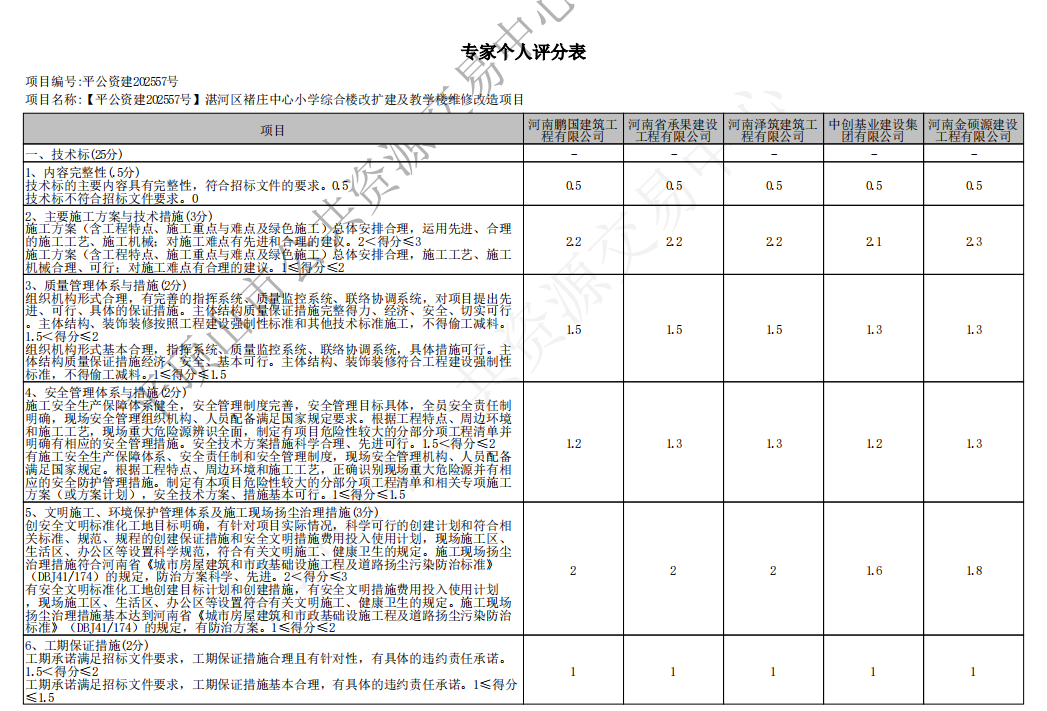 专家个人评分表
项目编号:平公资建202557号
项目名称:【平公资建202557号】湛河区褚庄中心小学综合楼改扩建及教学楼维修改造项目
项目
河南鹏国建筑工
程有限公司
河南省承果建设
工程有限公司
河南泽筑建筑工
程有限公司
中创基业建设集
团有限公司
河南金硕源建设
工程有限公司
一、技术标(25分)
-
-
-
-
-
1、内容完整性(.5分)
技术标的主要内容具有完整性，符合招标文件的要求。0.5
技术标不符合招标文件要求。0
0.5
0.5
0.5
0.5
0.5
2、主要施工方案与技术措施(3分)
施工方案（含工程特点、施工重点与难点及绿色施工）总体安排合理，运用先进、合理
的施工工艺、施工机械；对施工难点有先进和合理的建议。2＜得分≤3
施工方案（含工程特点、施工重点与难点及绿色施工）总体安排合理，施工工艺、施工
机械合理、可行；对施工难点有合理的建议。1≤得分≤2
2.2
2.2
2.2
2.1
2.3
3、质量管理体系与措施(2分)
组织机构形式合理，有完善的指挥系统、质量监控系统、联络协调系统，对项目提出先
进、可行、具体的保证措施。主体结构质量保证措施完整得力、经济、安全、切实可行
。主体结构、装饰装修按照工程建设强制性标准和其他技术标准施工，不得偷工减料。
1.5＜得分≤2
组织机构形式基本合理，指挥系统、质量监控系统、联络协调系统，具体措施可行。主
体结构质量保证措施经济、安全、基本可行。主体结构、装饰装修符合工程建设强制性
标准，不得偷工减料。1≤得分≤1.5
1.5
1.5
1.5
1.3
1.3
4、安全管理体系与措施(2分)
施工安全生产保障体系健全，安全管理制度完善，安全管理目标具体，全员安全责任制
明确，现场安全管理组织机构、人员配备满足国家规定要求。根据工程特点、周边环境
和施工工艺，现场重大危险源辨识全面，制定有项目危险性较大的分部分项工程清单并
明确有相应的安全管理措施。安全技术方案措施科学合理、先进可行。1.5＜得分≤2
有施工安全生产保障体系、安全责任制和安全管理制度，现场安全管理机构、人员配备
满足国家规定。根据工程特点、周边环境和施工工艺，正确识别现场重大危险源并有相
应的安全防护管理措施。制定有本项目危险性较大的分部分项工程清单和相关专项施工
方案（或方案计划），安全技术方案、措施基本可行。1≤得分≤1.5
1.2
1.3
1.3
1.2
1.3
5、文明施工、环境保护管理体系及施工现场扬尘治理措施(3分)
创安全文明标准化工地目标明确，有针对项目实际情况，科学可行的创建计划和符合相
关标准、规范、规程的创建保证措施和安全文明措施费用投入使用计划，现场施工区、
生活区、办公区等设置科学规范，符合有关文明施工、健康卫生的规定。施工现场扬尘
治理措施符合河南省《城市房屋建筑和市政基础设施工程及道路扬尘污染防治标准》
（DBJ41/174）的规定，防治方案科学、先进。2＜得分≤3
有安全文明标准化工地创建目标计划和创建措施，有安全文明措施费用投入使用计划
，现场施工区、生活区、办公区等设置符合有关文明施工、健康卫生的规定。施工现场
扬尘治理措施基本达到河南省《城市房屋建筑和市政基础设施工程及道路扬尘污染防治
标准》（DBJ41/174）的规定，有防治方案。1≤得分≤2
2
2
2
1.6
1.8
6、工期保证措施(2分)
工期承诺满足招标文件要求，工期保证措施合理且有针对性，有具体的违约责任承诺。
1.5＜得分≤2
工期承诺满足招标文件要求，工期保证措施基本合理，有具体的违约责任承诺。1≤得分
≤1.5
1
1
1
1
1
平顶山市公共资源交易中心
共资源交易中心